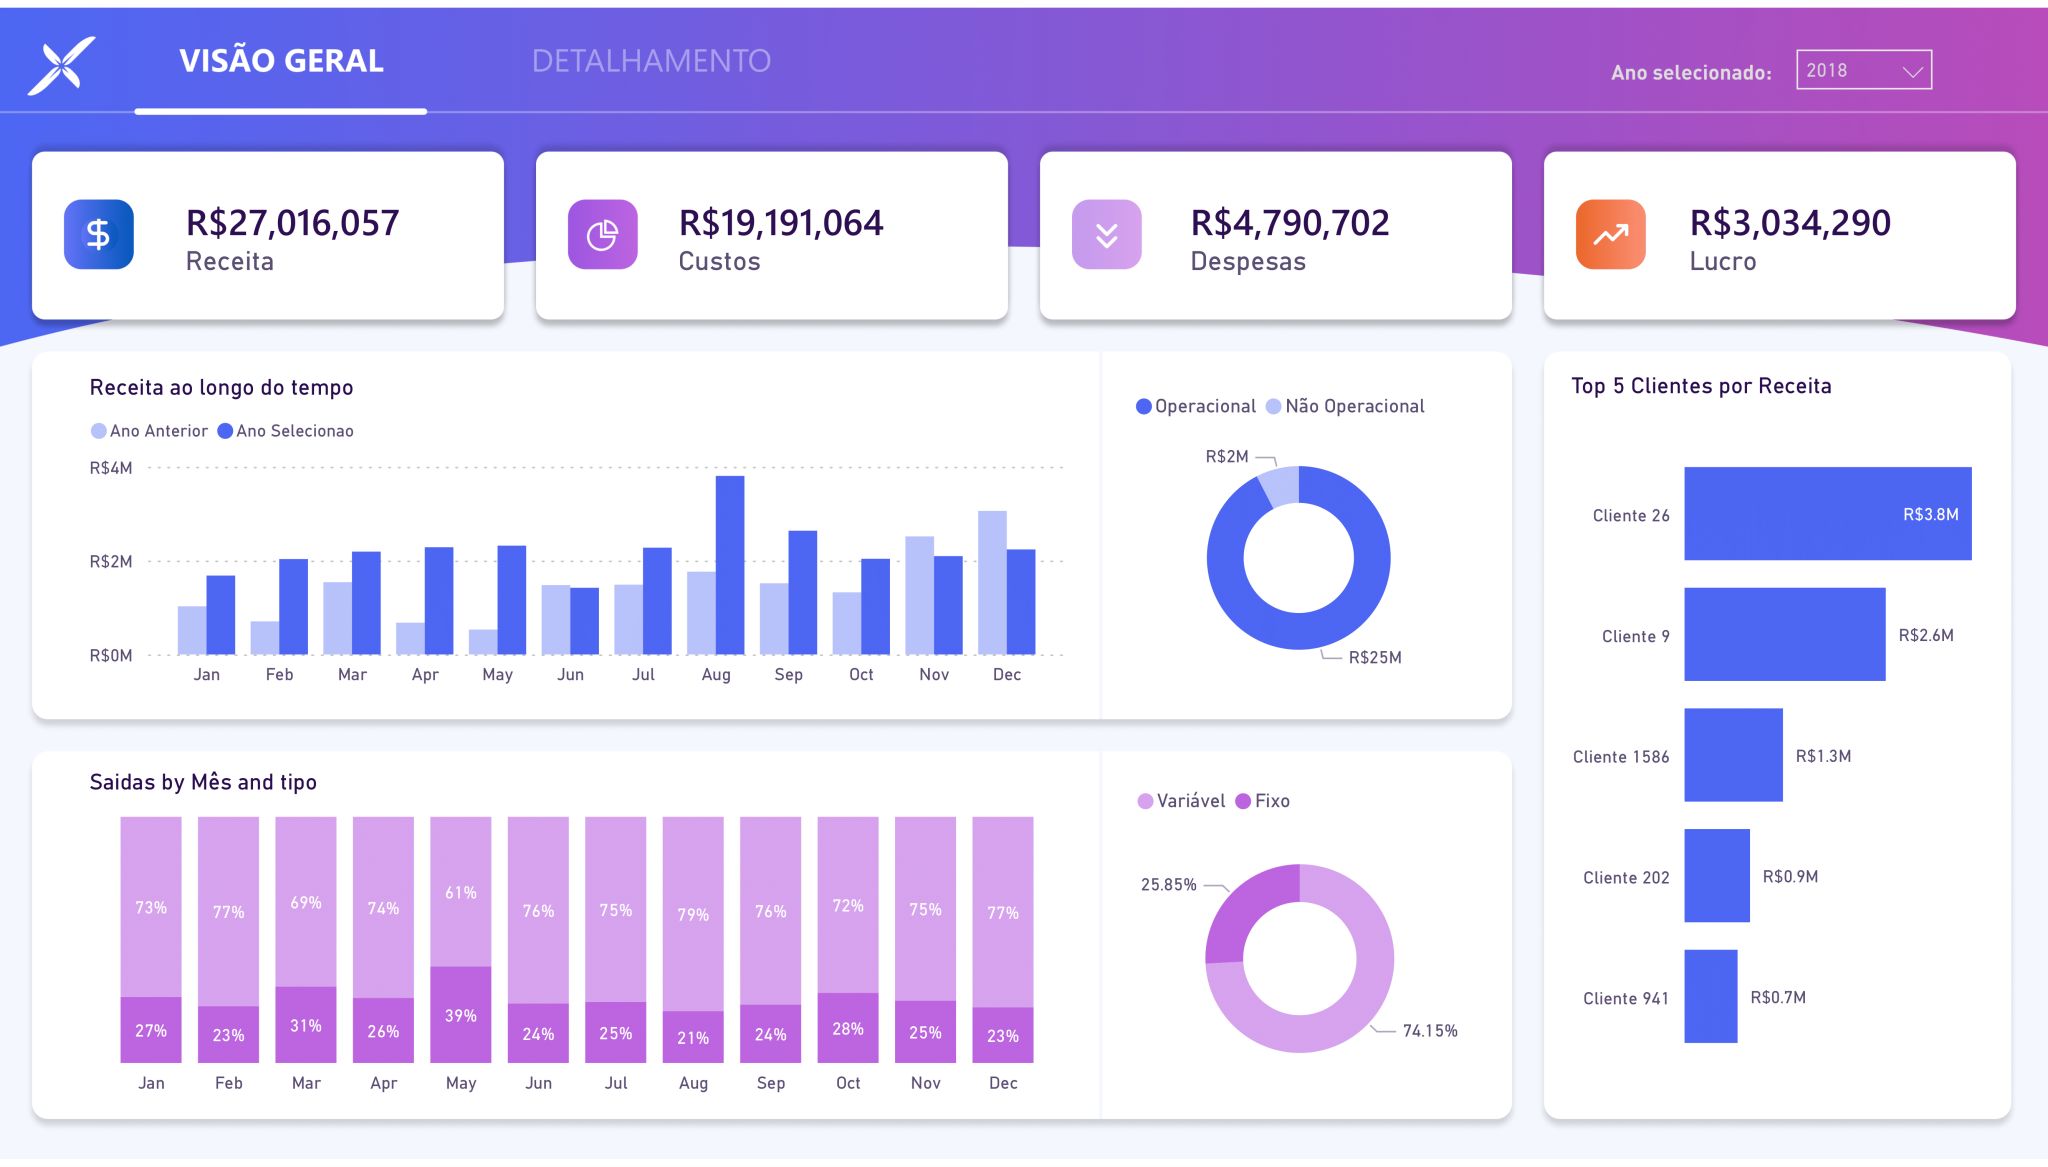 VISÃO GERAL
DETALHAMENTO
Ano selecionado:
2018
R$27,016,057
Receita
R$19,191,064
Custos
R$4,790,702
Despesas
R$3,034,290
Lucro
Receita ao longo do tempo
Ano Anterior Ano Selecionao
R$4M
R$2M
R$0M
Jan Feb Mar Apr May Jun Jul Aug Sep Oct Nov Dec
Operacional Não Operacional
R$2M
R$25M
Top 5 Clientes por Receita
Cliente 26 R$3.8M
Cliente 9 R$2.6M
Cliente 1586 R$1.3M
Cliente 202 R$0.9M
Cliente 941 R$0.7M
Saidas by Mês and tipo
73% 77% 69% 74% 61% 76% 75% 79% 76% 72% 75% 77%
27% 23% 31% 26% 39% 24% 25% 21% 24% 28% 25% 23%
Jan Feb Mar Apr May Jun Jul Aug Sep Oct Nov Dec
Variável Fixo
25.85%
74.15%